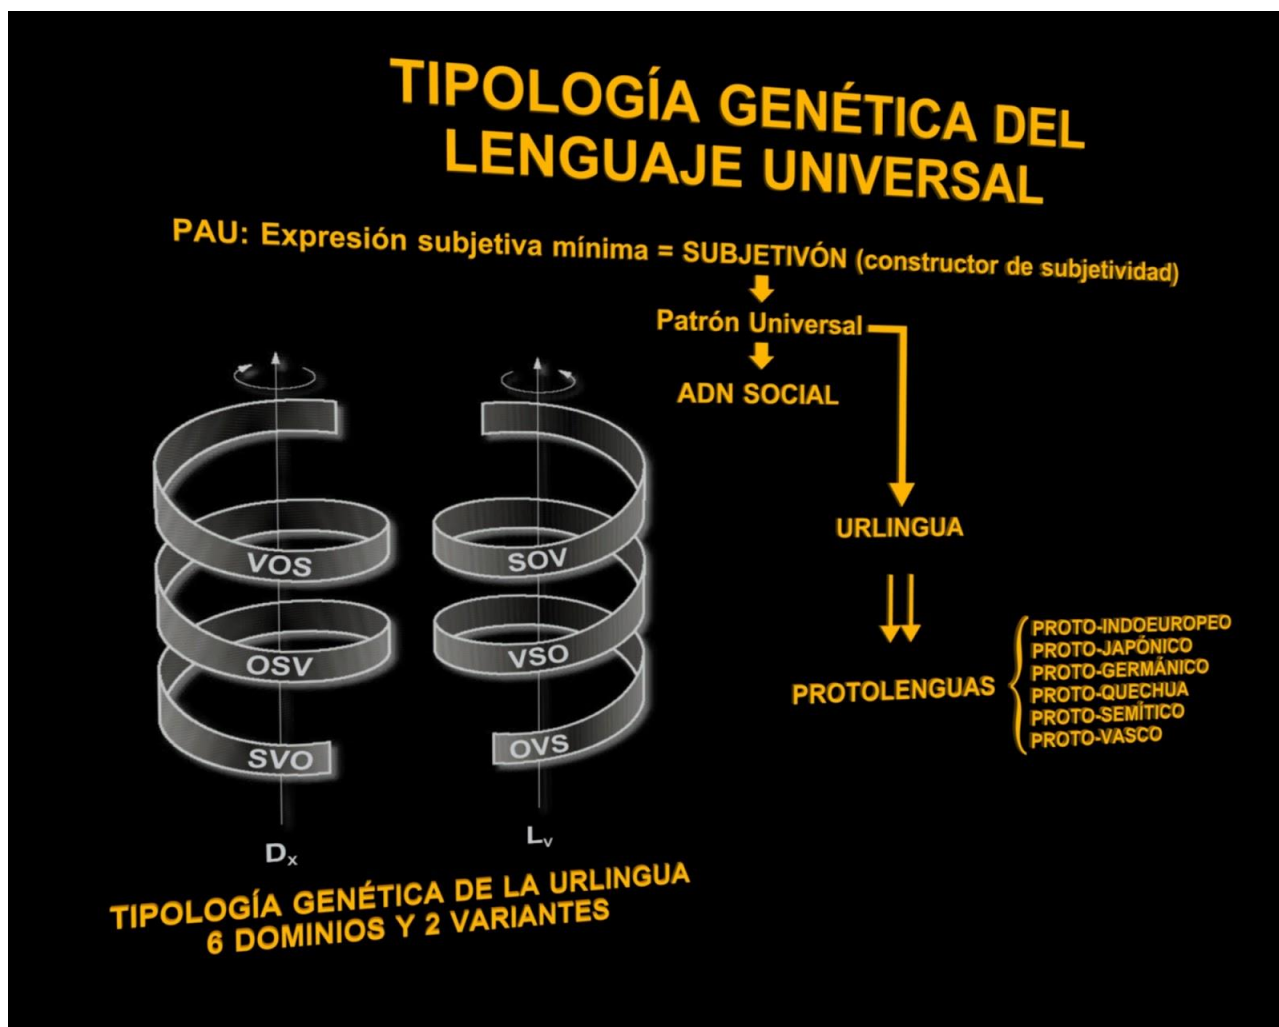 TIPOLOGÍA GENÉTICA DEL
LENGUAJE UNIVERSAL
PAU: Expresión subjetiva mínima = SUBJETIVÓN (constructor de subjetividad)
Patrón Universal
ADN SOCIAL
URLINGUA
PROTOLENGUAS
PROTO-INDOEUROPEO
PROTO-JAPÓNICO
PROTO-GERMÁNICO
PROTO-QUECHUA
PROTO-SEMÍTICO
PROTO-VASCO
VOS
OSV
SVO
Dx
SOV
VSO
OVS
Lv
TIPOLOGÍA GENÉTICA DE LA URLINGUA
6 DOMINIOS Y 2 VARIANTES